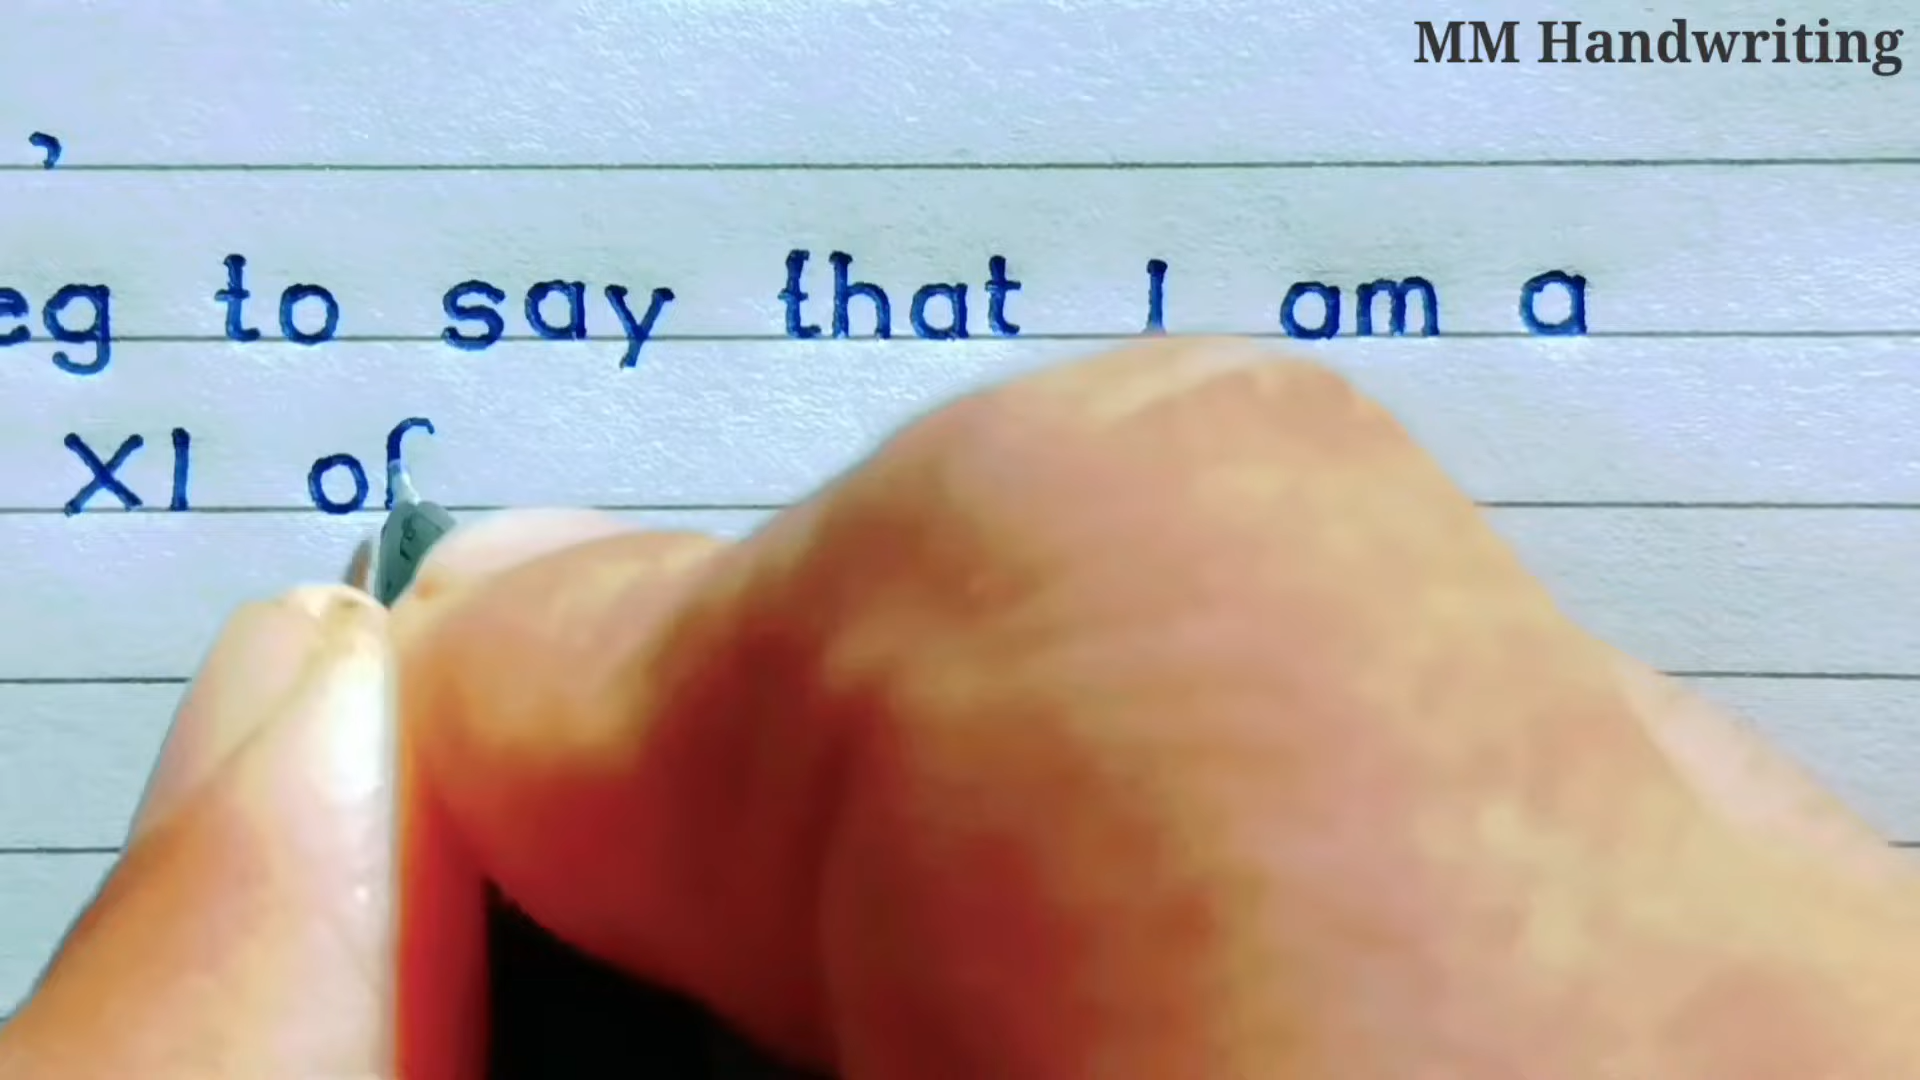 MM Handwriting
,
eg to say that I am a
XI of